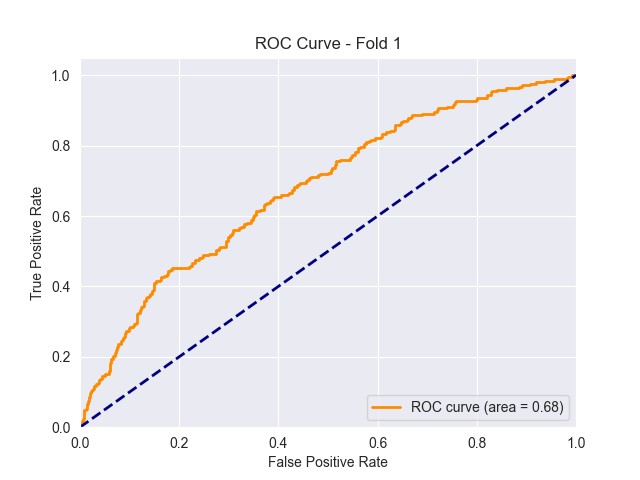 ROC Curve - Fold 1
1.0
0.8
0.6
0.4
0.2
0.0
True Positive Rate
ROC curve (area = 0.68)
0.0 0.2 0.4 0.6 0.8 1.0
False Positive Rate